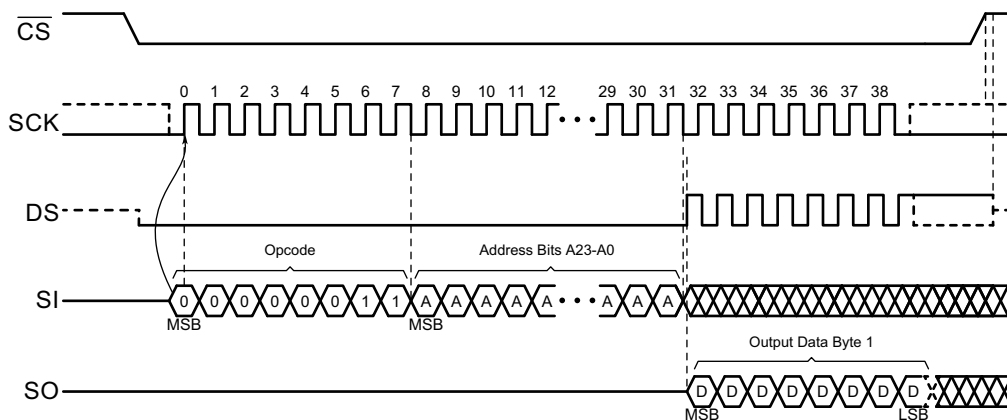 CS
0 1 2 3 4 5 6 7 8 9 10 11 12 29 30 31 32 33 34 35 36 37 38
SCK
DS
Opcode Address Bits A23-A0
SI 0 0 0 0 0 0 1 1 A A A A A A A A
MSB MSB
Output Data Byte 1
SO D D D D D D D D
MSB LSB